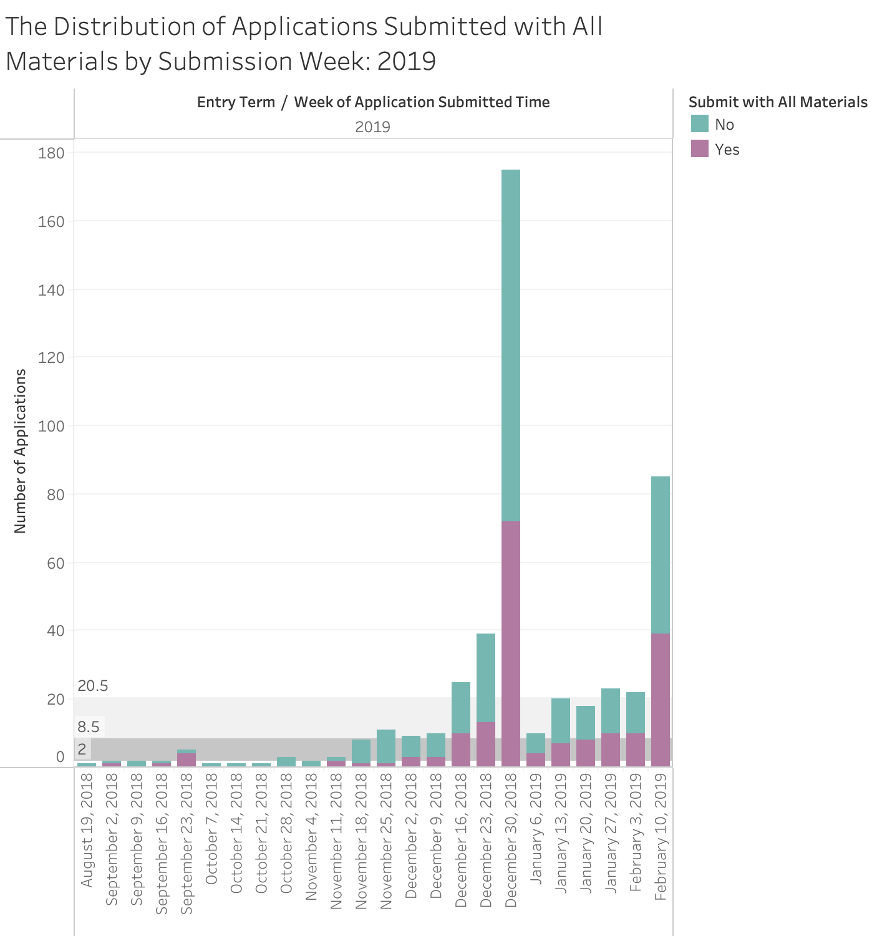 The Distribution of Applications Submitted with All
Materials by Submission Week: 2019
Entry Term / Week of Application Submitted Time
2019
Submit with All Materials
No
Yes
Number of Applications
180
160
140
120
100
80
60
40
20
0
20.5
8.5
2
August 19, 2018
September 2, 2018
September 9, 2018
September 16, 2018
September 23, 2018
October 7, 2018
October 14, 2018
October 21, 2018
October 28, 2018
November 4, 2018
November 11, 2018
November 18, 2018
November 25, 2018
December 2, 2018
December 9, 2018
December 16, 2018
December 23, 2018
December 30, 2018
January 6, 2019
January 13, 2019
January 20, 2019
January 27, 2019
February 3, 2019
February 10, 2019